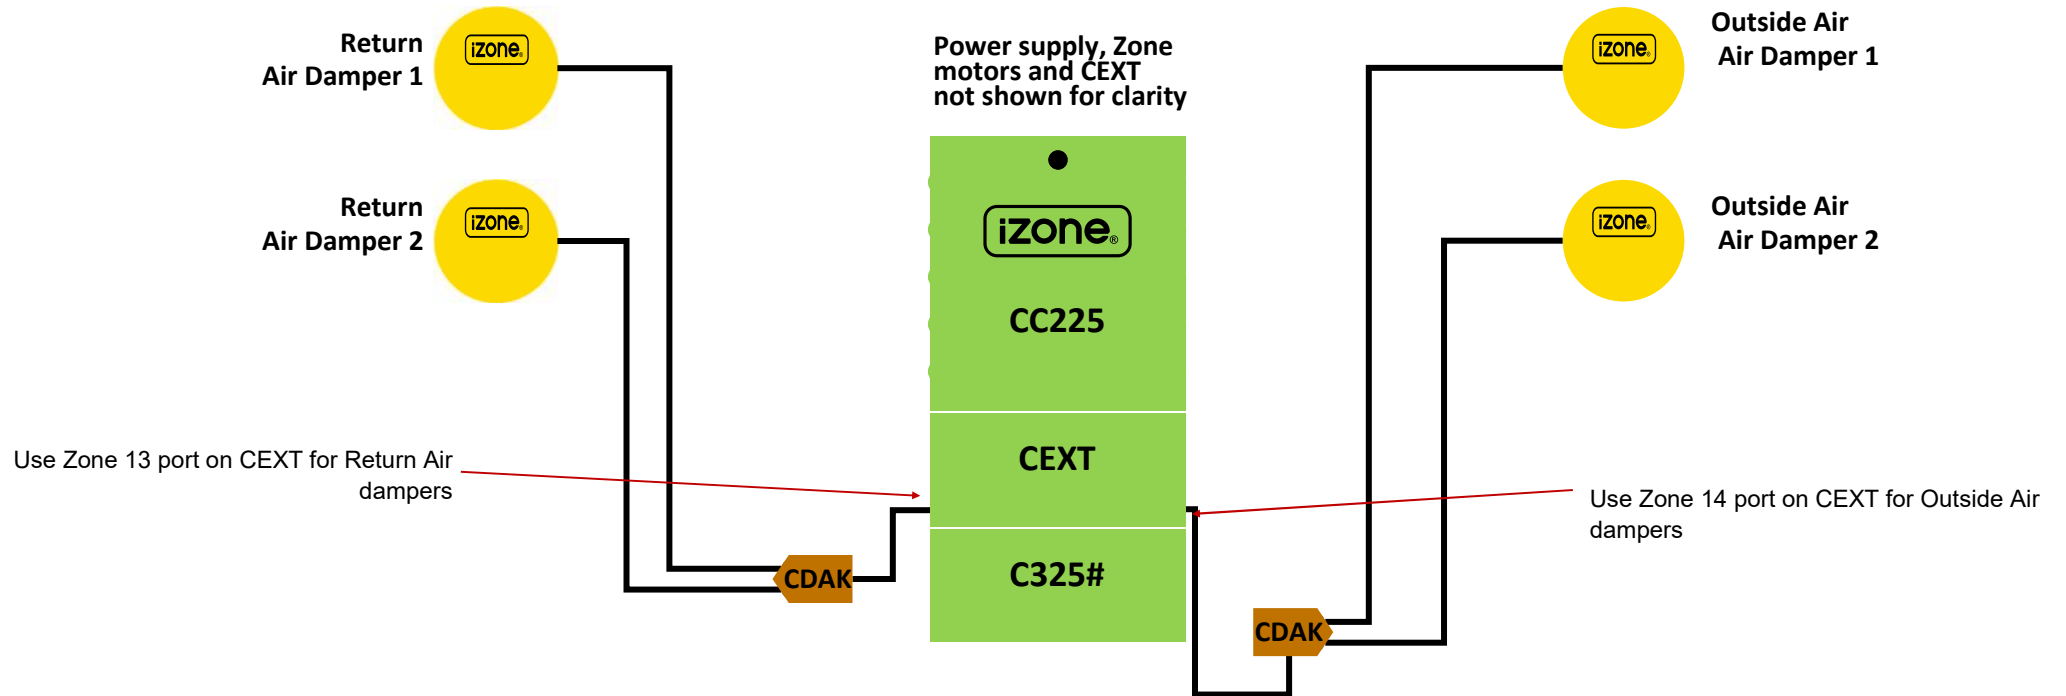 Return
Air Damper 1
izone®
Return
Air Damper 2
izone®
Power supply, Zone
motors and CEXT
not shown for clarity
izone®
CC225
CEXT
C325#
Outside Air
Air Damper 1
izone®
Outside Air
Air Damper 2
izone®
Use Zone 13 port on CEXT for Return Air
dampers
Use Zone 14 port on CEXT for Outside Air
dampers
CDAK
CDAK